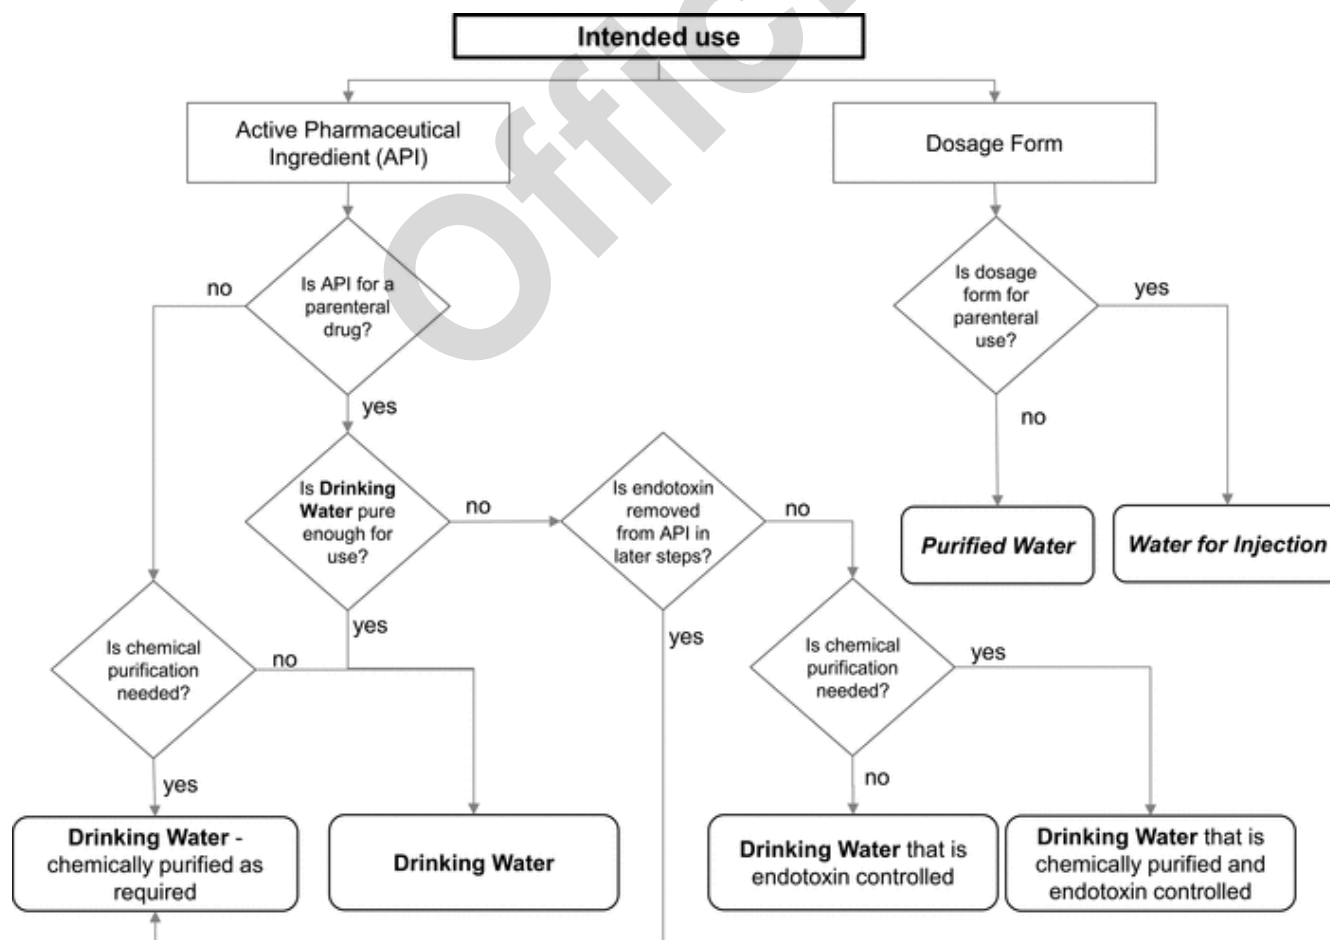 Intended use
Active Pharmaceutical
Ingredient (API)
Dosage Form
Is API for a
parenteral
drug?
no
yes
Is dosage
form for
parenteral
use?
yes
no
Is Drinking
Water pure
enough for
use?
no
yes
Is endotoxin
removed
from API in
later steps?
no
yes
Purified Water
Water for Injection
Is chemical
purification
needed?
no
yes
Is chemical
purification
needed?
yes
no
Drinking Water -
chemically purified as
required
Drinking Water
Drinking Water that is
endotoxin controlled
Drinking Water that is
chemically purified and
endotoxin controlled
Offic